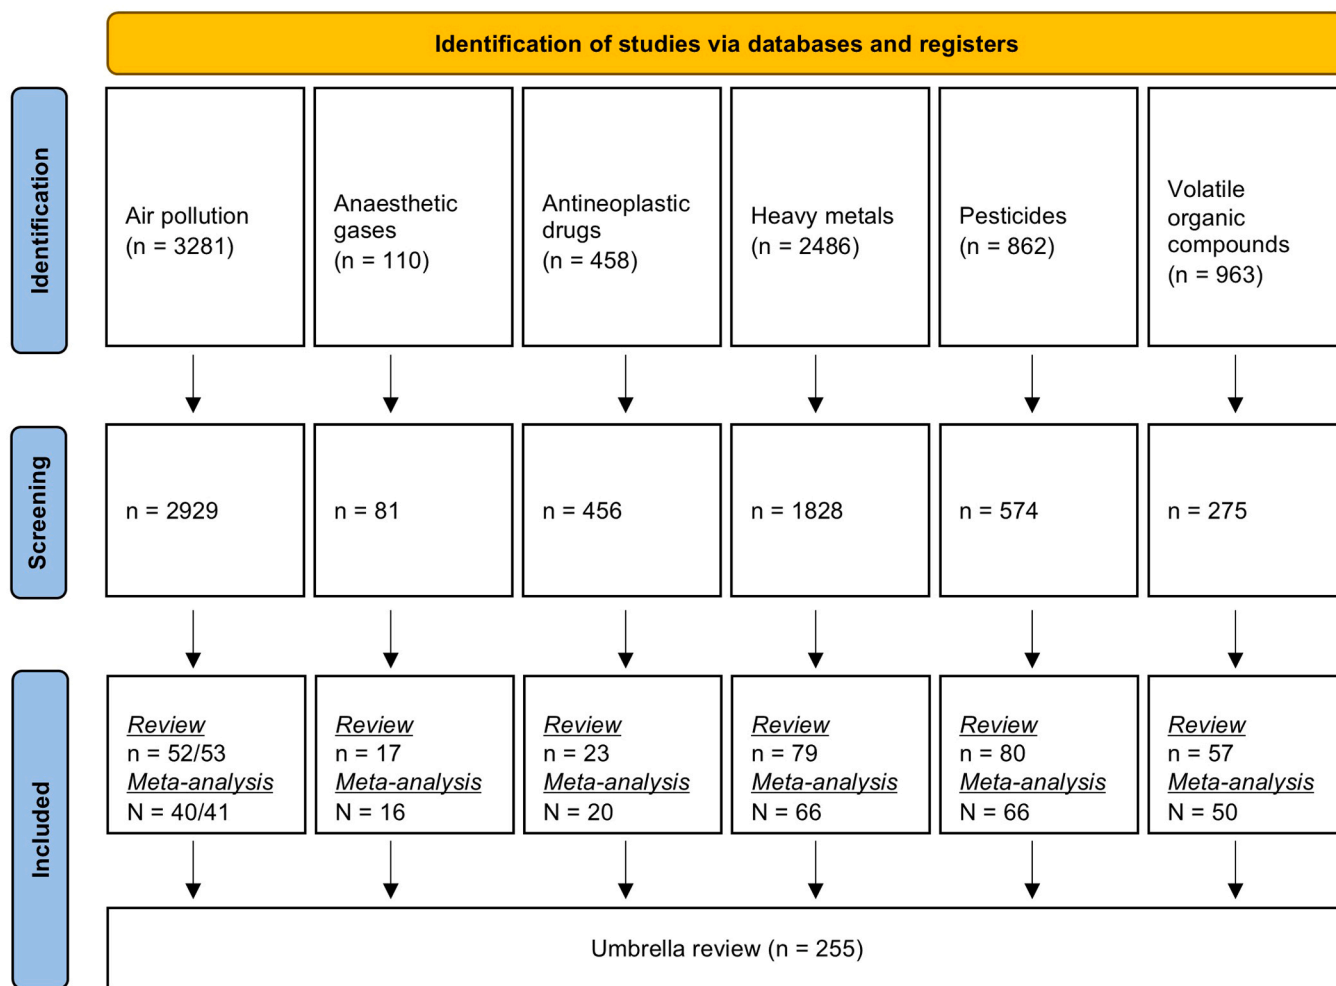 Identification of studies via databases and registers
Identification
Air pollution
(n = 3281)
Anaesthetic
gases
(n = 110)
Antineoplastic
drugs
(n = 458)
Heavy metals
(n = 2486)
Pesticides
(n = 862)
Volatile
organic
compounds
(n = 963)
Screening
n = 2929
n = 81
n = 456
n = 1828
n = 574
n = 275
Included
Review
n = 52/53
Meta-analysis
N = 40/41
Review
n = 17
Meta-analysis
N = 16
Review
n = 23
Meta-analysis
N = 20
Review
n = 79
Meta-analysis
N = 66
Review
n = 80
Meta-analysis
N = 66
Review
n = 57
Meta-analysis
N = 50
Umbrella review (n = 255)